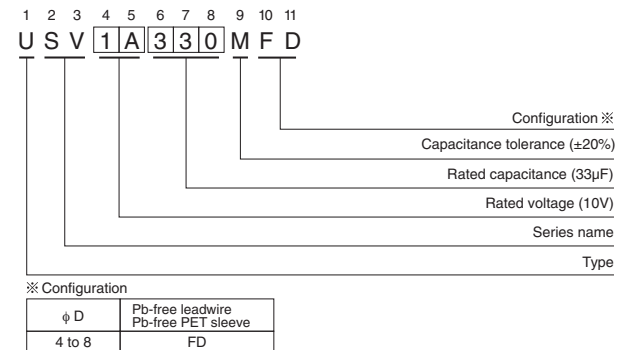 1 2 3 4 5 6 7 8 9 10 11
U S V 1 A 3 3 0 M F D
Configuration ※
Capacitance tolerance (±20%)
Rated capacitance (33µF)
Rated voltage (10V)
Series name
Type
※ Configuration
ϕ D Pb-free leadwire
Pb-free PET sleeve
4 to 8 FD